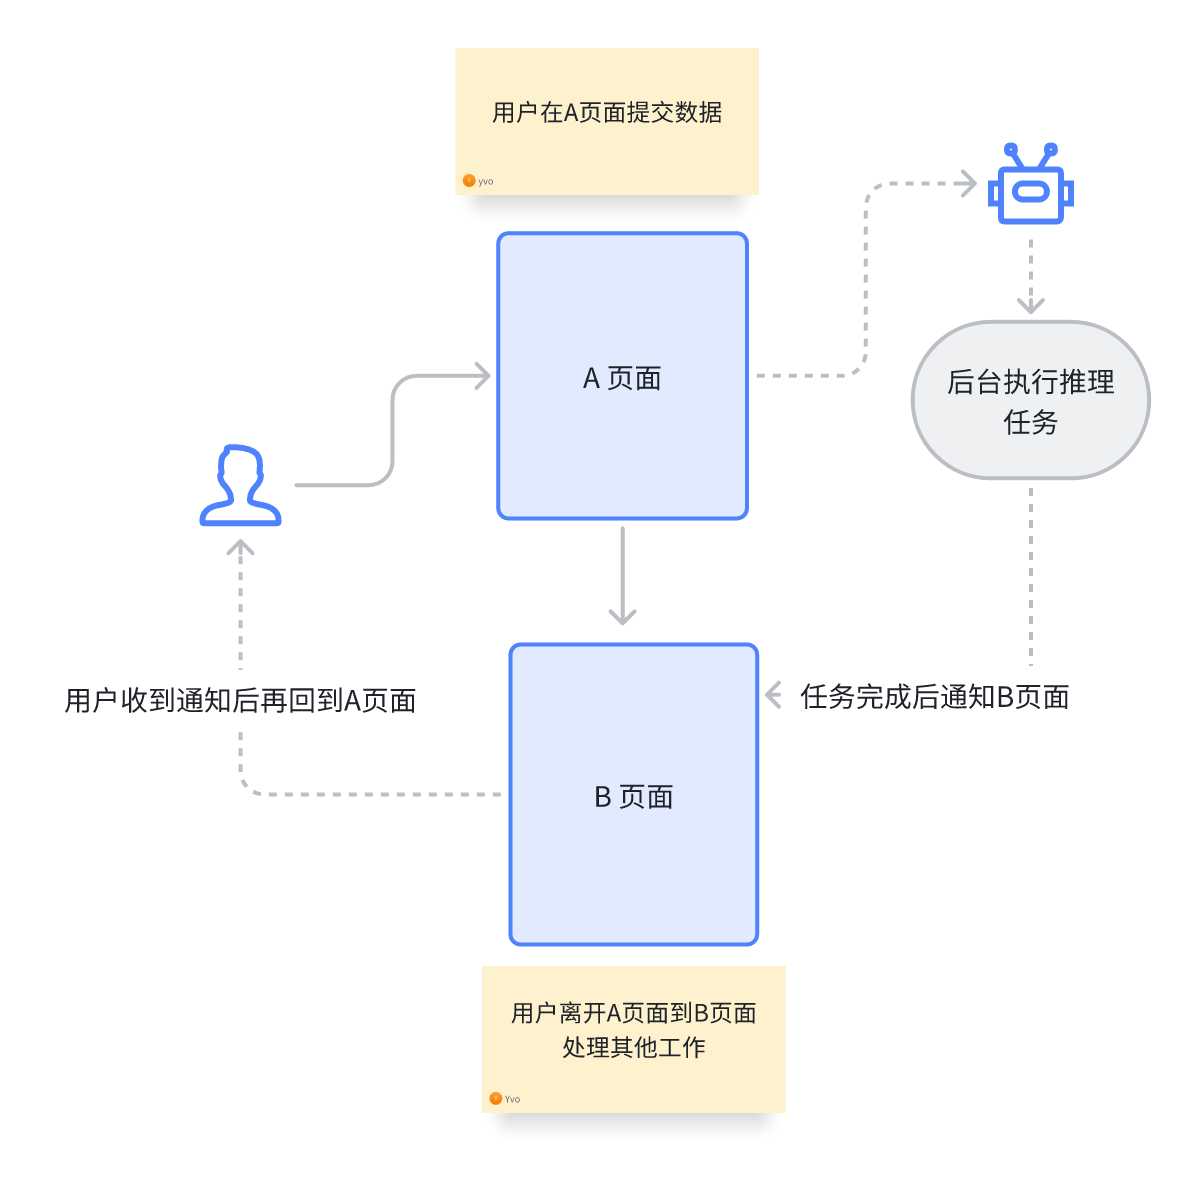 用户在A页面提交数据
yvo
A 页面
后台执行推理
任务
用户收到通知后再回到A页面
任务完成后通知B页面
B 页面
用户离开A页面到B页面
处理其他工作
Yvo